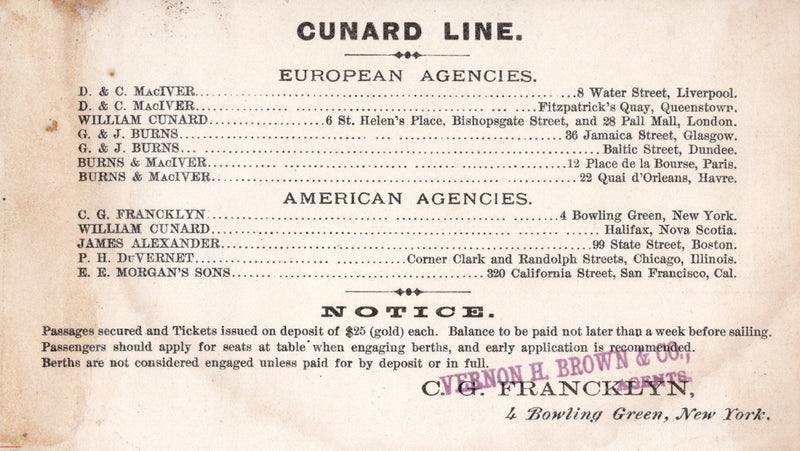 CUNARD LINE.
EUROPEAN AGENCIES.
D. & C. MACIVER........8 Water Street, Liverpool.
D. & C. MACIVER........Fitzpatrick's Quay, Queenstown.
WILLIAM CUNARD........6 St. Helen's Place, Bishopsgate Street, and 28 Pall Mall, London.
G. & J. BURNS........36 Jamaica Street, Glasgow.
G. & J. BURNS........Baltic Street, Dundee.
BURNS & MACIVER........12 Place de la Bourse, Paris.
BURNS & MACIVER........22 Quai d'Orleans, Havre.
AMERICAN AGENCIES.
C. G. FRANCKLYN........4 Bowling Green, New York.
WILLIAM CUNARD........Halifax, Nova Scotia.
JAMES ALEXANDER........99 State Street, Boston.
P. H. DUVERNET........Corner Clark and Randolph Streets, Chicago, Illinois.
E. E. MORGAN'S SONS........320 California Street, San Francisco, Cal.
NOTICE.
Passages secured and Tickets issued on deposit of $25 (gold) each. Balance to be paid not later than a week before sailing.
Passengers should apply for seats at table when engaging berths, and early application is recommended.
Berths are not considered engaged unless paid for by deposit or in full.
VERNON H. BROWN & CO.,
AGENTS.
C. G. FRANCKLYN,
4 Bowling Green, New York.